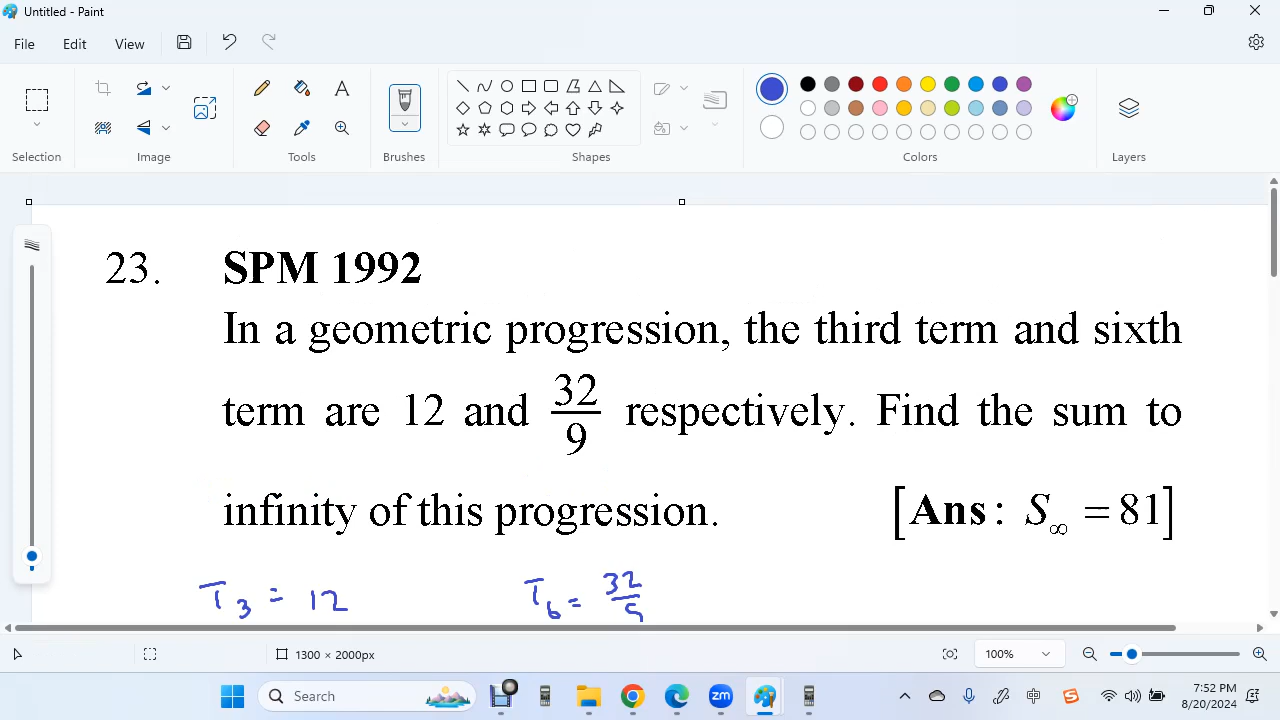 Untitled - Paint
File Edit View
Selection Image Tools Brushes Shapes Colors Layers
23. SPM 1992
In a geometric progression, the third term and sixth
term are 12 and 32/9 respectively. Find the sum to
infinity of this progression. [Ans: S∞ = 81]
T3 = 12 T6 = 32/9
1300 × 2000px 100%
Search zm 中 S 7:52 PM
8/20/2024